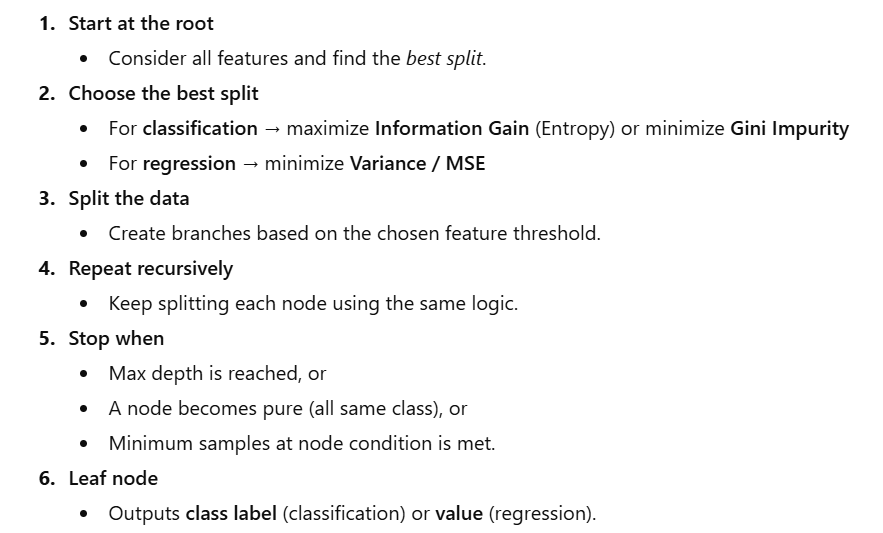 1. Start at the root
• Consider all features and find the best split.
2. Choose the best split
• For classification → maximize Information Gain (Entropy) or minimize Gini Impurity
• For regression → minimize Variance / MSE
3. Split the data
• Create branches based on the chosen feature threshold.
4. Repeat recursively
• Keep splitting each node using the same logic.
5. Stop when
• Max depth is reached, or
• A node becomes pure (all same class), or
• Minimum samples at node condition is met.
6. Leaf node
• Outputs class label (classification) or value (regression).